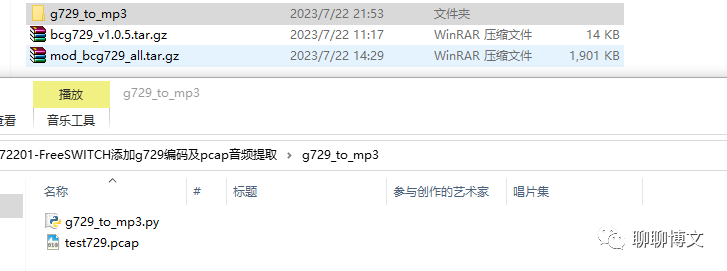 g729_to_mp3 2023/7/22 21:53 文件夹
bcg729_v1.0.5.tar.gz 2023/7/22 11:17 WinRAR 压缩文件 14 KB
mod_bcg729_all.tar.gz 2023/7/22 14:29 WinRAR 压缩文件 1,901 KB
播放 g729_to_mp3
查看 音乐工具
72201-FreeSWITCH添加g729编码及pcap音频提取 › g729_to_mp3
名称 # 标题 参与创作的艺术家 唱片集
g729_to_mp3.py
test729.pcap
聊聊博文